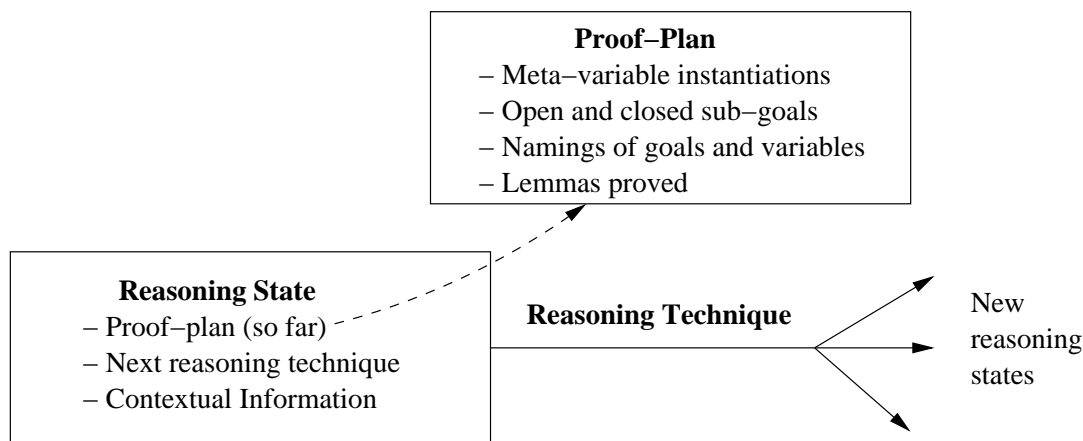 Proof−Plan
− Meta−variable instantiations
− Open and closed sub−goals
− Namings of goals and variables
− Lemmas proved
Reasoning State
− Proof−plan (so far)
− Next reasoning technique
− Contextual Information
Reasoning Technique
New
reasoning
states